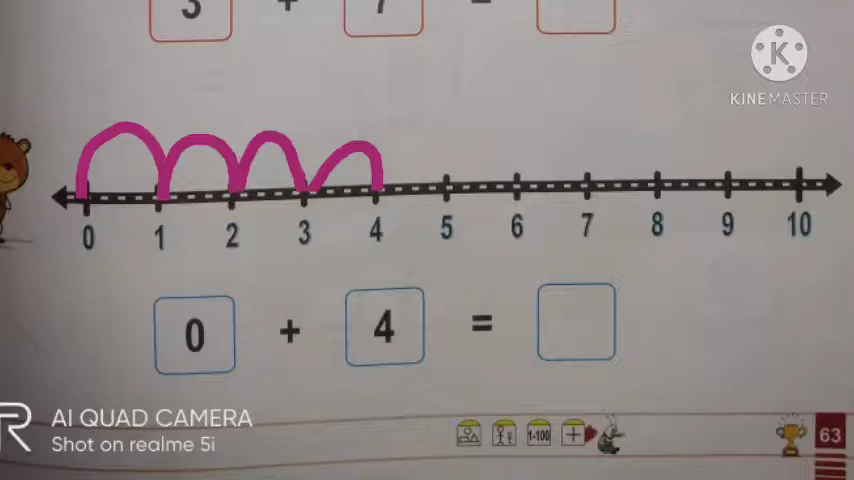 3 + 7 =
K
KINEMASTER
0 1 2 3 4 5 6 7 8 9 10
0 + 4 =
R AI QUAD CAMERA
Shot on realme 5i
1-100
+
63